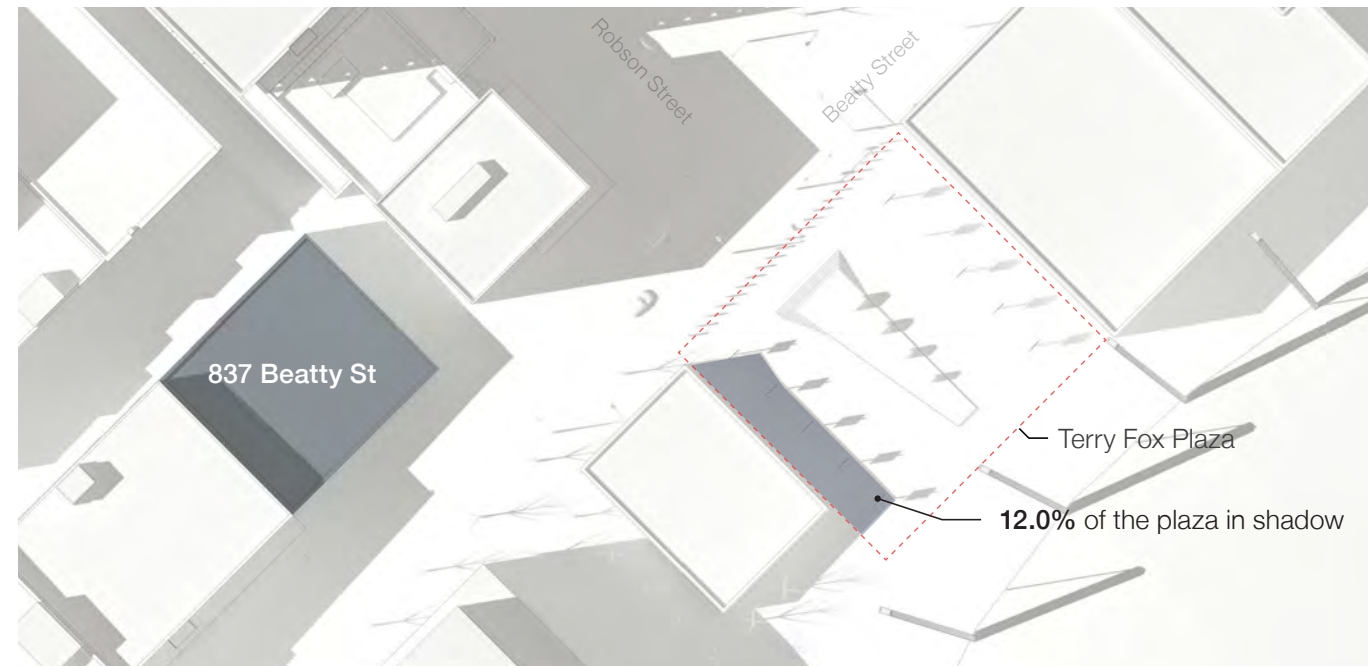 Robson Street
Beatty Street
837 Beatty St
Terry Fox Plaza
12.0% of the plaza in shadow